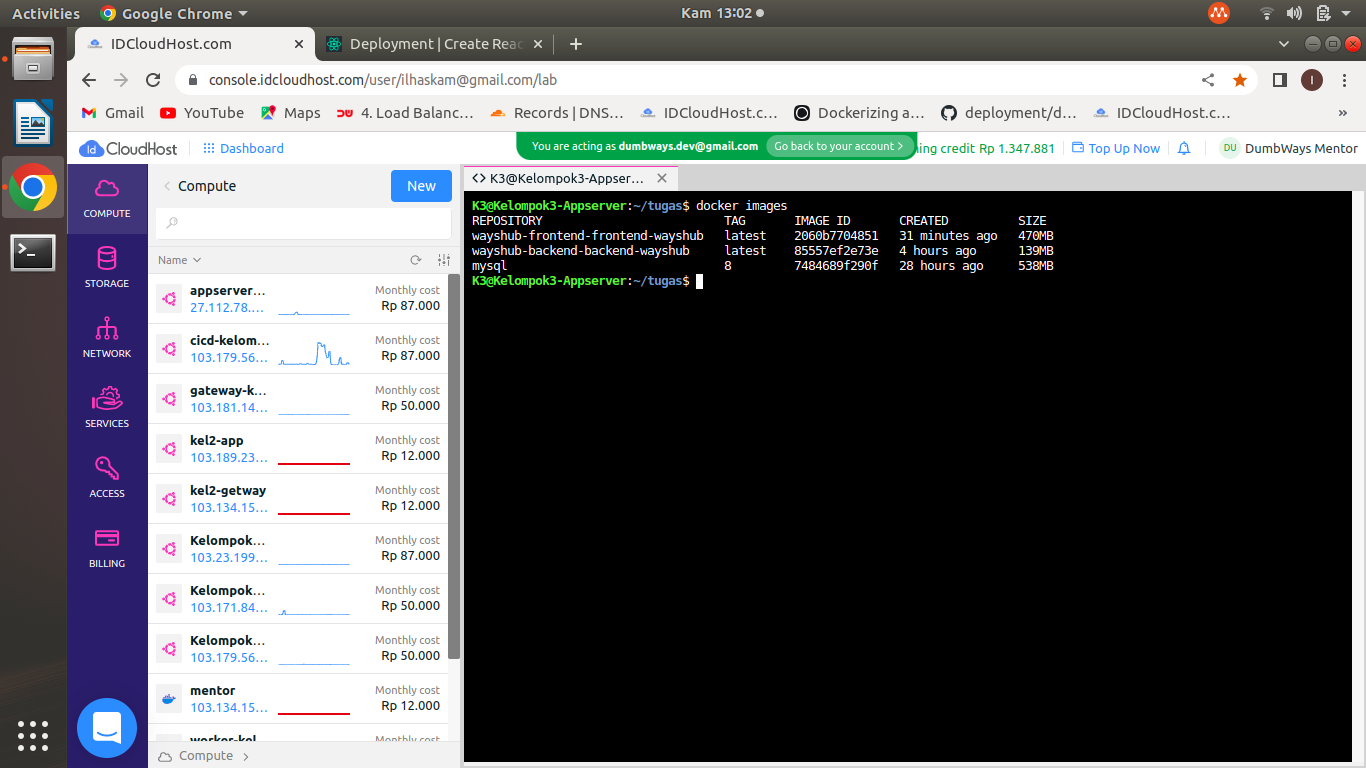 Activities Google Chrome Kam 13:02
IDCloudHost.com Deployment | Create Reac
console.idcloudhost.com/user/ilhaskam@gmail.com/lab
Gmail YouTube Maps 4. Load Balanc... Records | DNS... IDCloudHost.c... Dockerizing a... deployment/d... IDCloudHost.c... »
id CloudHost Dashboard You are acting as dumbways.dev@gmail.com Go back to your account > ning credit Rp 1.347.881 Top Up Now DU DumbWays Mentor
COMPUTE
STORAGE
NETWORK
SERVICES
ACCESS
BILLING
Compute New
Name
appserver... Monthly cost
27.112.78.... Rp 87.000
cicd-kelom... Monthly cost
103.179.56... Rp 87.000
gateway-k... Monthly cost
103.181.14... Rp 50.000
kel2-app Monthly cost
103.189.23... Rp 12.000
kel2-getway Monthly cost
103.134.15... Rp 12.000
Kelompok... Monthly cost
103.23.199... Rp 87.000
Kelompok... Monthly cost
103.171.84... Rp 50.000
Kelompok... Monthly cost
103.179.56... Rp 50.000
mentor Monthly cost
103.134.15... Rp 12.000
worker-kel Monthly cost
Compute >
<> K3@Kelompok3-Appser...
K3@Kelompok3-Appserver:~/tugas$ docker images
REPOSITORY TAG IMAGE ID CREATED SIZE
wayshub-frontend-frontend-wayshub latest 2060b7704851 31 minutes ago 470MB
wayshub-backend-backend-wayshub latest 85557ef2e73e 4 hours ago 139MB
mysql 8 7484689f290f 28 hours ago 538MB
K3@Kelompok3-Appserver:~/tugas$